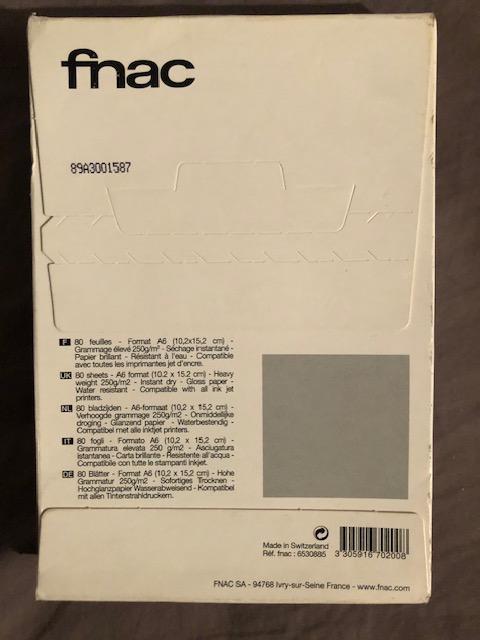 fnac
89A3001587
F 80 feuilles - Format A6 (10,2x15,2 cm) -
Grammage élevé 250g/m² - Séchage instantané -
Papier brillant - Résistant à l'eau - Compatible
avec toutes les imprimantes jet d'encre.
UK 80 sheets - A6 format (10.2 x 15.2 cm) - Heavy
weight 250g/m2 - Instant dry - Gloss paper -
Water resistant - Compatible with all ink jet
printers.
NL 80 bladzijden - A6-formaat (10,2 x 15,2 cm) -
Verhoogde grammage 250g/m2 - Onmiddellijke
droging - Glanzend papier - Waterbestendig -
Compatibel met alle inktjet printers.
IT 80 fogli - Formato A6 (10,2 x 15,2 cm) -
Grammatura elevata 250 g/m2 - Asciugatura
istantanea - Carta brillante - Resistente all'acqua -
Compatibile con tutte le stampanti inkjet.
DE 80 Blätter - Format A6 (10,2 x 15,2 cm) - Hohe
Grammatur 250g/m2 - Sofortiges Trocknen -
Hochglanzpapier Wasserabweisend - Kompatibel
mit allen Tintenstrahldruckern.
Made in Switzerland
Réf. fnac : 6530885
3 305916 702008
FNAC SA - 94768 Ivry-sur-Seine France - www.fnac.com